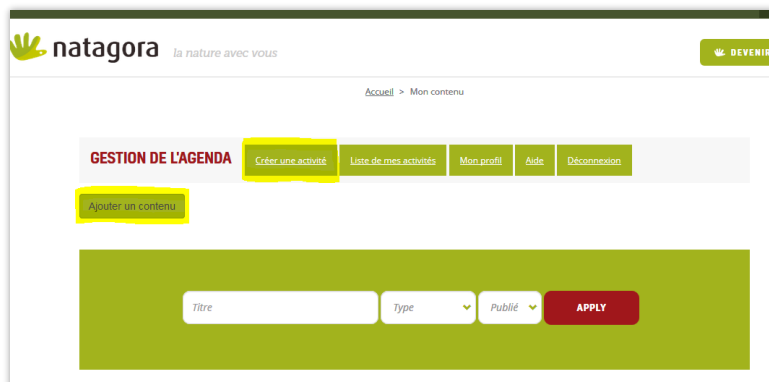 natagora la nature avec vous
DEVENIR
Accueil > Mon contenu
GESTION DE L'AGENDA Créer une activité Liste de mes activités Mon profil Aide Déconnexion
Ajouter un contenu
Titre Type Publié APPLY